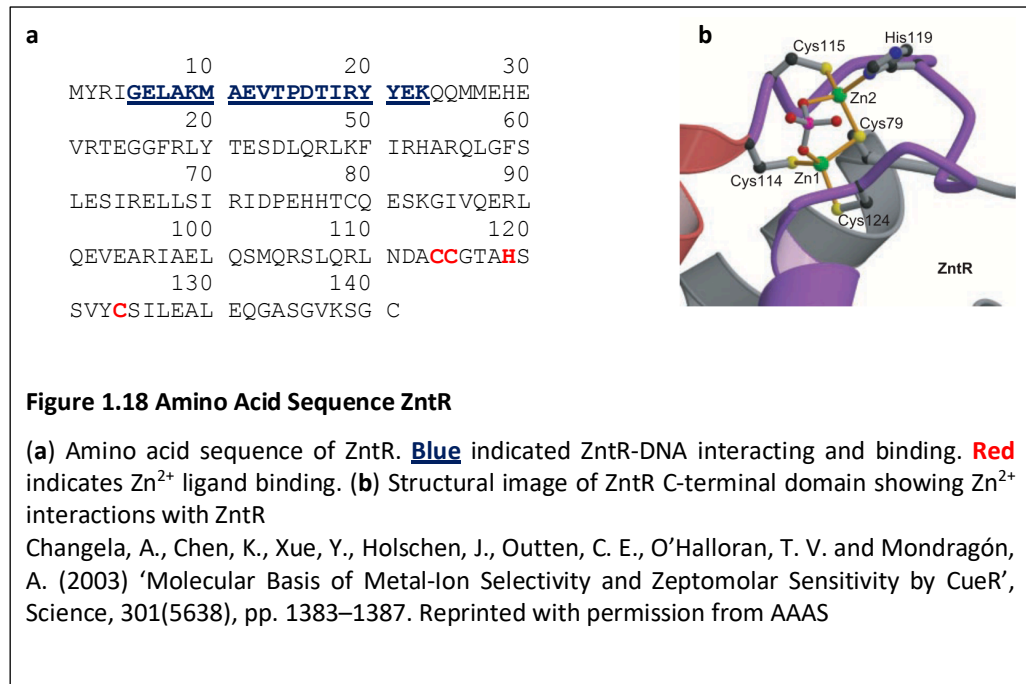 a
10 20 30
MYRIGELAKM AEVTPDTIRY YEKQQMMEHE
20 50 60
VRTEGGFRLY TESDLQRLKF IRHARQLGFS
70 80 90
LESIRELLSI RIDPEHHTCQ ESKGIVQERL
100 110 120
QEVEARIAEL QSMQRSLQRL NDACCGTAHS
130 140
SVYCSILEAL EQGASGVKSG C
b
Cys115
His119
Zn2
Cys79
Cys114
Zn1
Cys124
ZntR
Figure 1.18 Amino Acid Sequence ZntR
(a) Amino acid sequence of ZntR. Blue indicated ZntR-DNA interacting and binding. Red
indicates Zn²⁺ ligand binding. (b) Structural image of ZntR C-terminal domain showing Zn²⁺
interactions with ZntR
Changela, A., Chen, K., Xue, Y., Holschen, J., Outten, C. E., O’Halloran, T. V. and Mondragón,
A. (2003) ‘Molecular Basis of Metal-Ion Selectivity and Zeptomolar Sensitivity by CueR’,
Science, 301(5638), pp. 1383–1387. Reprinted with permission from AAAS